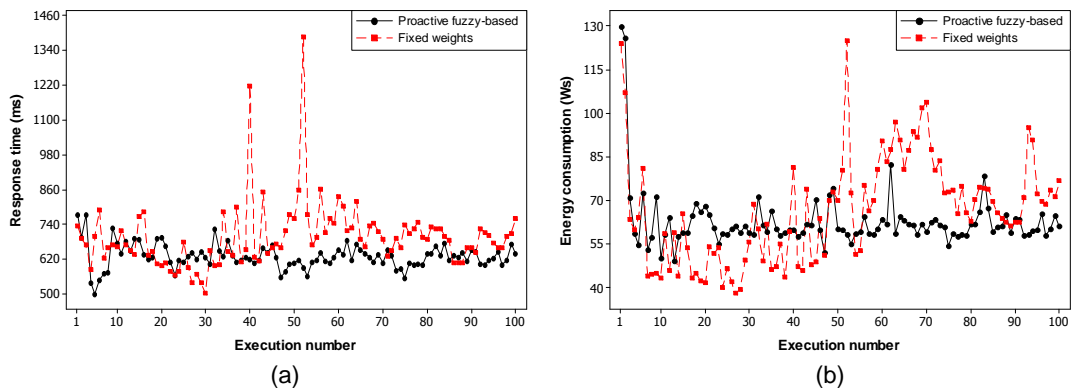 Proactive fuzzy-based
Fixed weights
Response time (ms)
1460
1340
1220
1100
980
860
740
620
500
1 10 20 30 40 50 60 70 80 90 100
Execution number
(a)
Proactive fuzzy-based
Fixed weights
Energy consumption (Ws)
130
115
100
85
70
55
40
1 10 20 30 40 50 60 70 80 90 100
Execution number
(b)